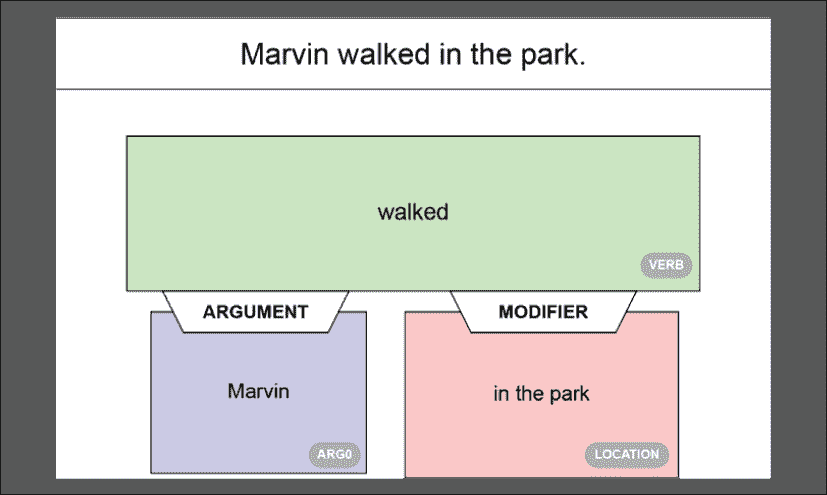 Marvin walked in the park.
walked
VERB
ARGUMENT
MODIFIER
Marvin
in the park
ARG0
LOCATION